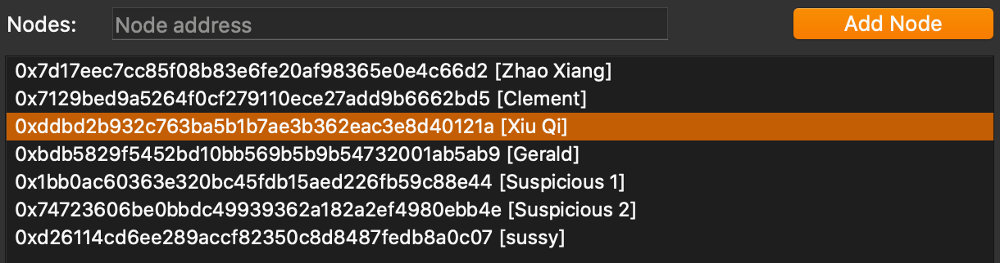 Nodes: Node address Add Node
0x7d17eec7cc85f08b83e6fe20af98365e0e4c66d2 [Zhao Xiang]
0x7129bed9a5264f0cf279110ece27add9b6662bd5 [Clement]
0xddbd2b932c763ba5b1b7ae3b362eac3e8d40121a [Xiu Qi]
0xbdb5829f5452bd10bb569b5b9b54732001ab5ab9 [Gerald]
0x1bb0ac60363e320bc45fdb15aed226fb59c88e44 [Suspicious 1]
0x74723606be0bbdc49939362a182a2ef4980ebb4e [Suspicious 2]
0xd26114cd6ee289accf82350c8d8487fedb8a0c07 [sussy]